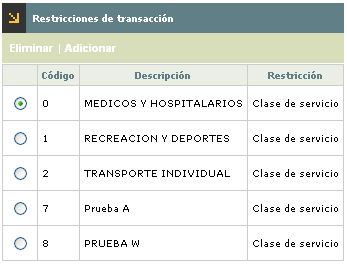 Restricciones de transacción
Eliminar | Adicionar
Código Descripción Restricción
0 MEDICOS Y HOSPITALARIOS Clase de servicio
1 RECREACION Y DEPORTES Clase de servicio
2 TRANSPORTE INDIVIDUAL Clase de servicio
7 Prueba A Clase de servicio
8 PRUEBA W Clase de servicio